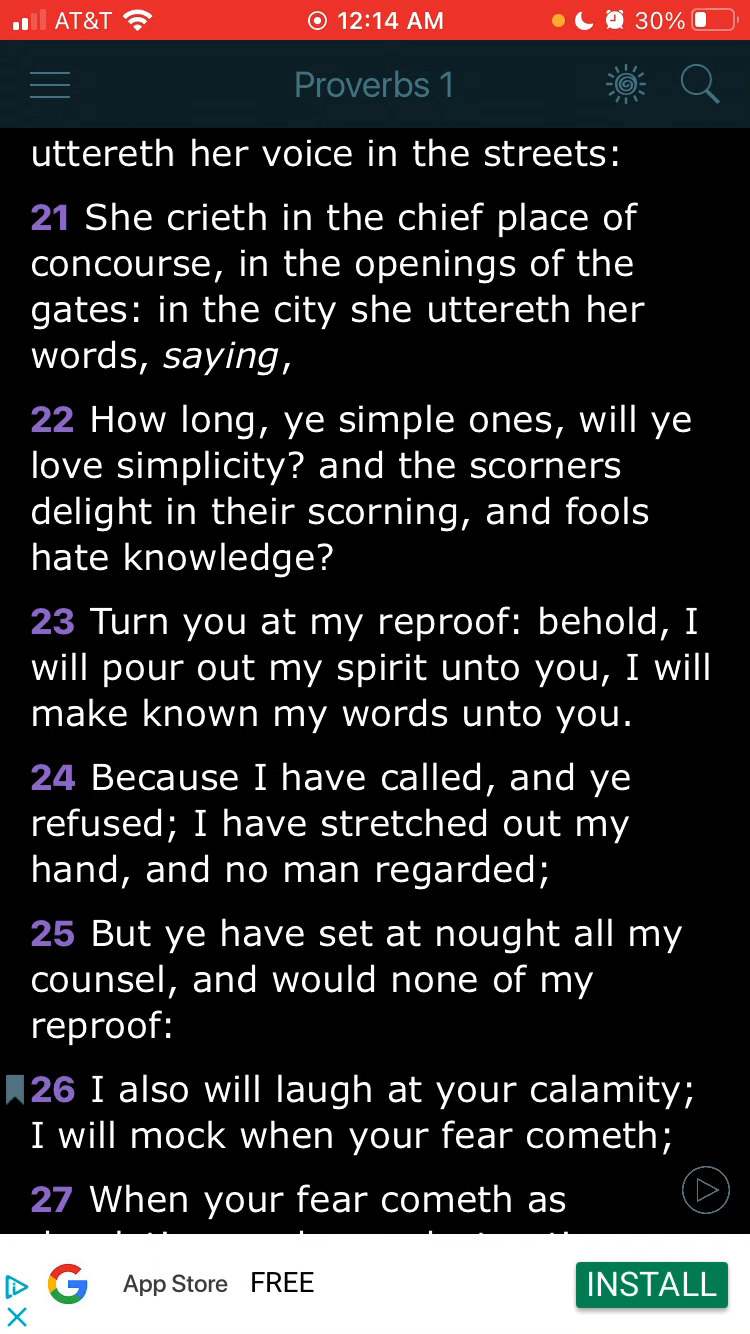 AT&T 12:14 AM 30%
Proverbs 1
uttereth her voice in the streets:
21 She crieth in the chief place of
concourse, in the openings of the
gates: in the city she uttereth her
words, saying,
22 How long, ye simple ones, will ye
love simplicity? and the scorners
delight in their scorning, and fools
hate knowledge?
23 Turn you at my reproof: behold, I
will pour out my spirit unto you, I will
make known my words unto you.
24 Because I have called, and ye
refused; I have stretched out my
hand, and no man regarded;
25 But ye have set at nought all my
counsel, and would none of my
reproof:
26 I also will laugh at your calamity;
I will mock when your fear cometh;
27 When your fear cometh as
App Store FREE INSTALL